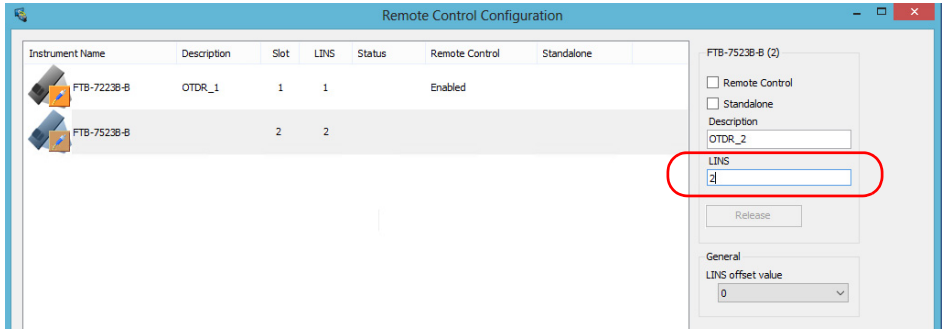 Remote Control Configuration
Instrument Name Description Slot LINS Status Remote Control Standalone
FTB-7223B-B OTDR_1 1 1 Enabled
FTB-7523B-B 2 2
FTB-7523B-B (2)
Remote Control
Standalone
Description
OTDR_2
LINS
2
Release
General
LINS offset value
0